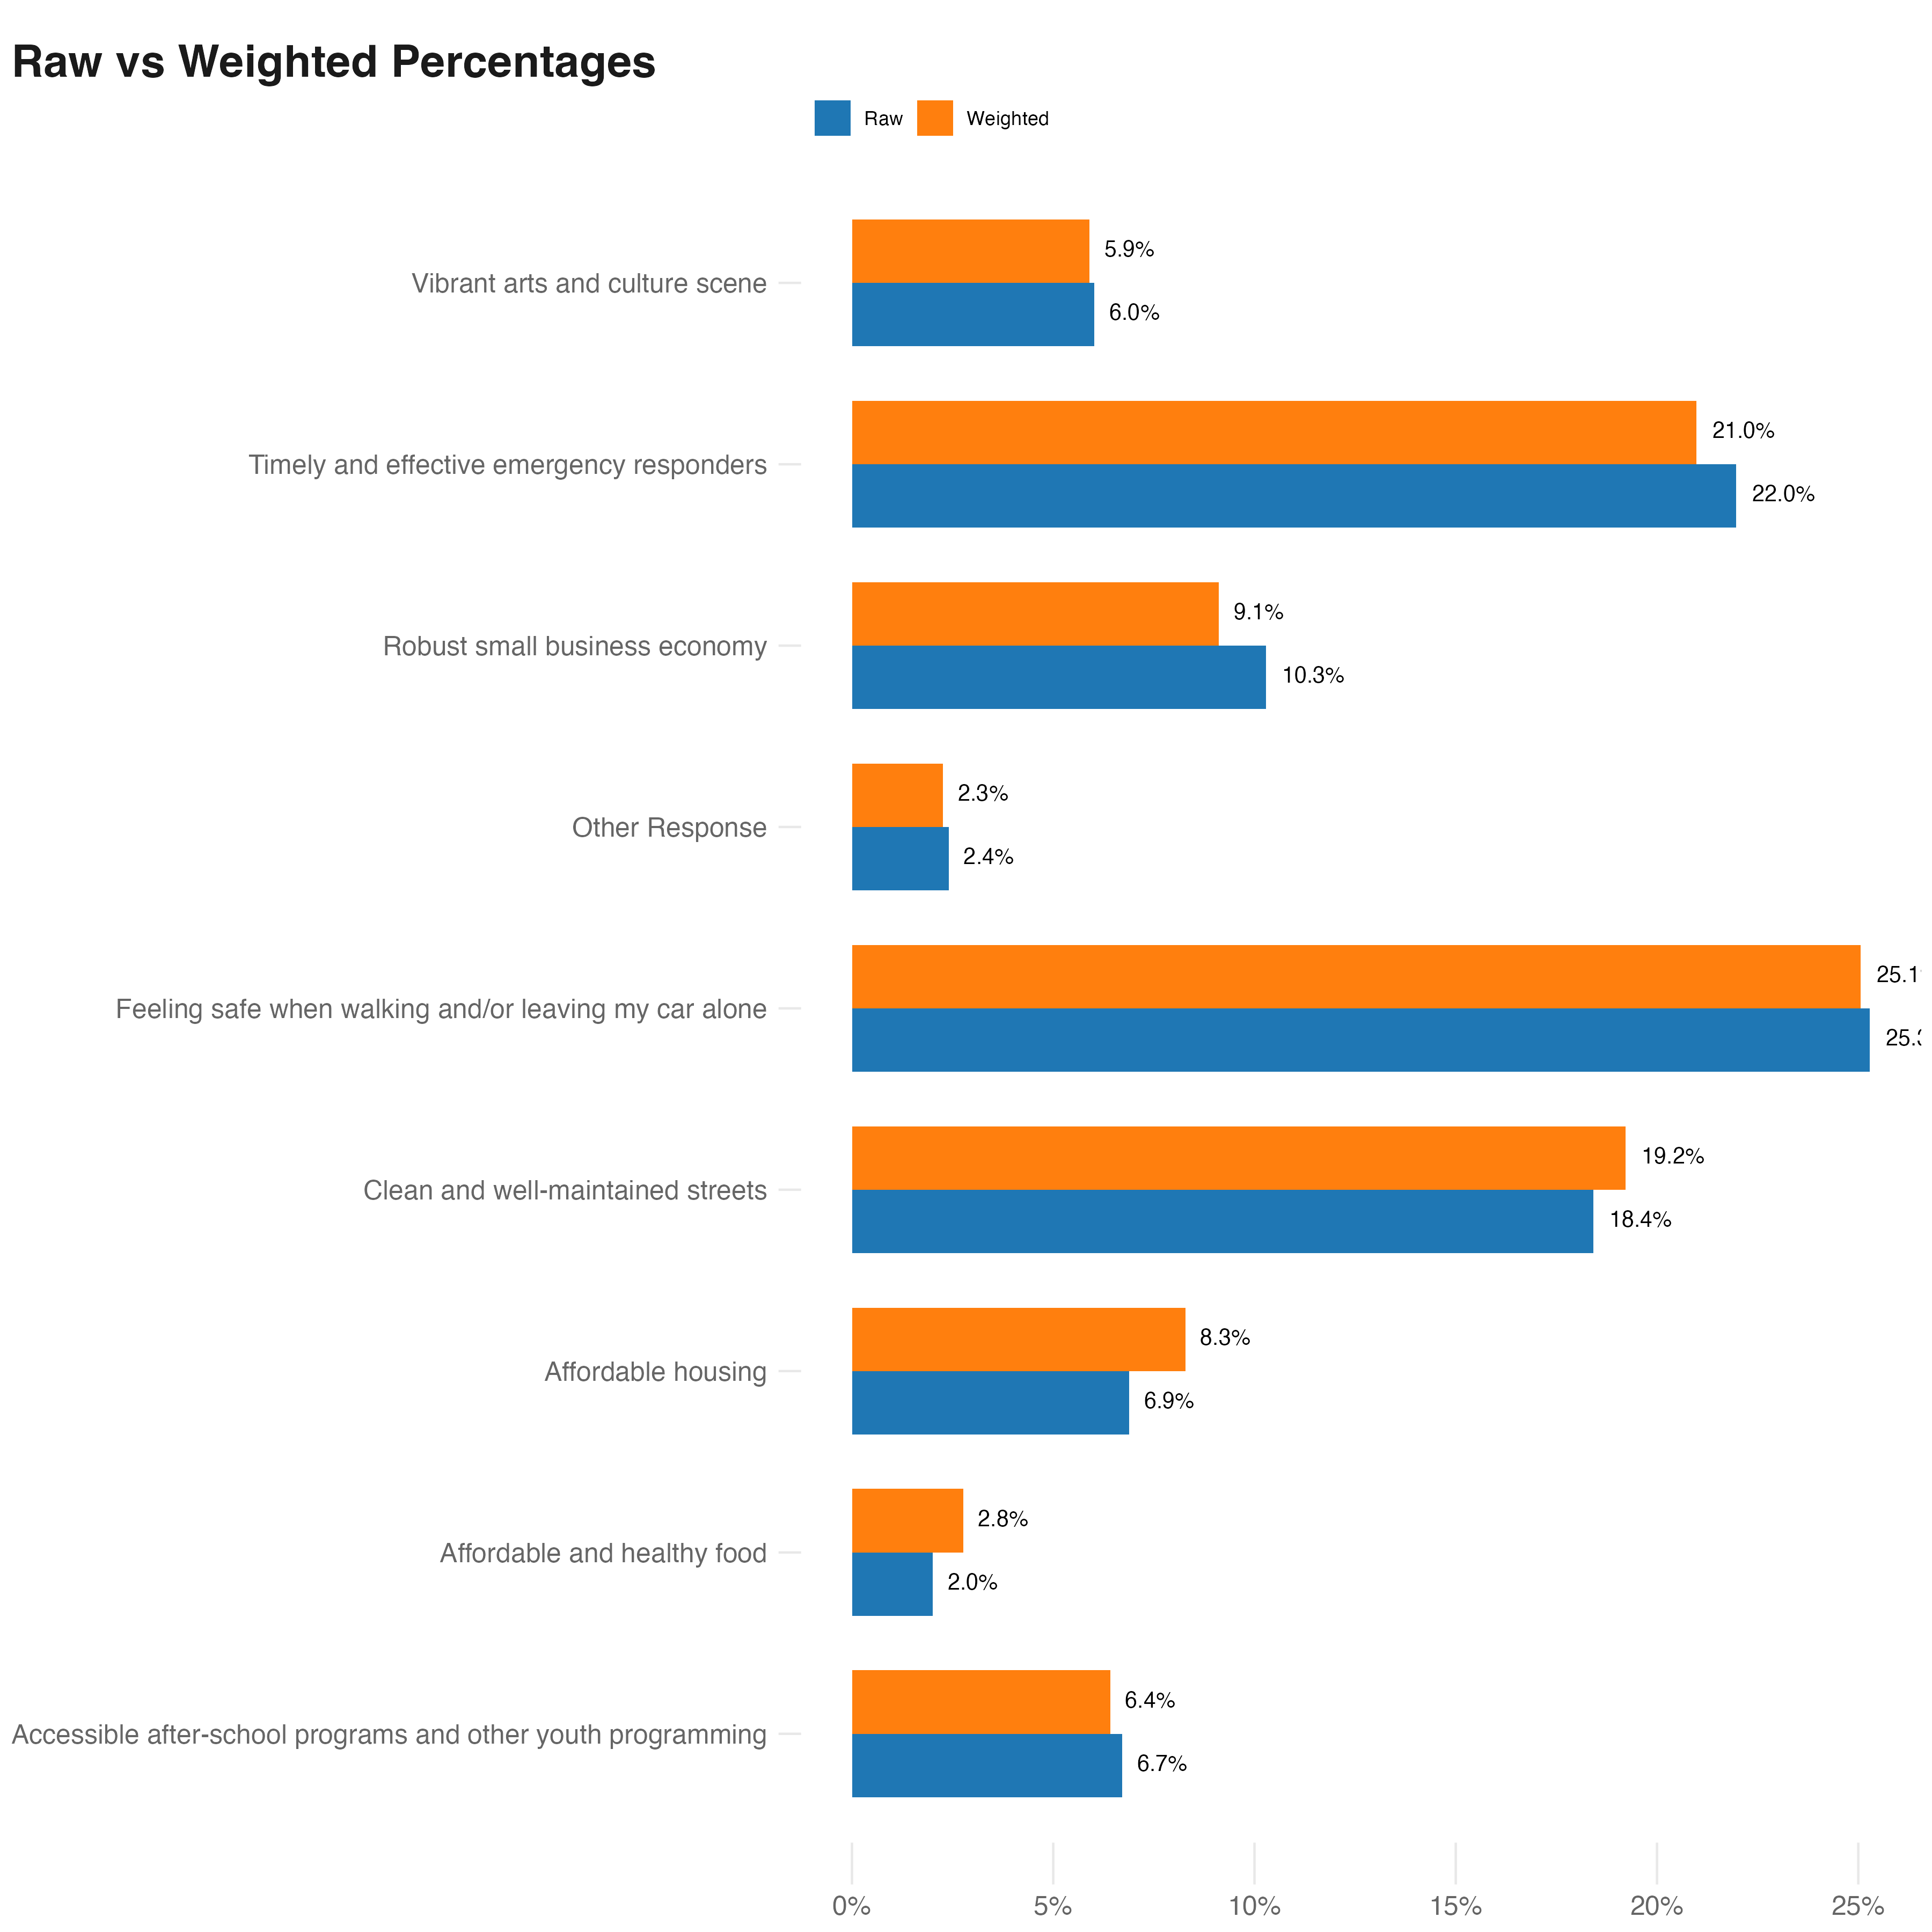 Raw vs Weighted Percentages
Raw Weighted
Vibrant arts and culture scene
5.9%
6.0%
Timely and effective emergency responders
21.0%
22.0%
Robust small business economy
9.1%
10.3%
Other Response
2.3%
2.4%
Feeling safe when walking and/or leaving my car alone
25.1
Clean and well-maintained streets
19.2%
18.4%
Affordable housing
8.3%
6.9%
Affordable and healthy food
2.8%
2.0%
Accessible after-school programs and other youth programming
6.4%
6.7%
0% 5% 10% 15% 20% 25%